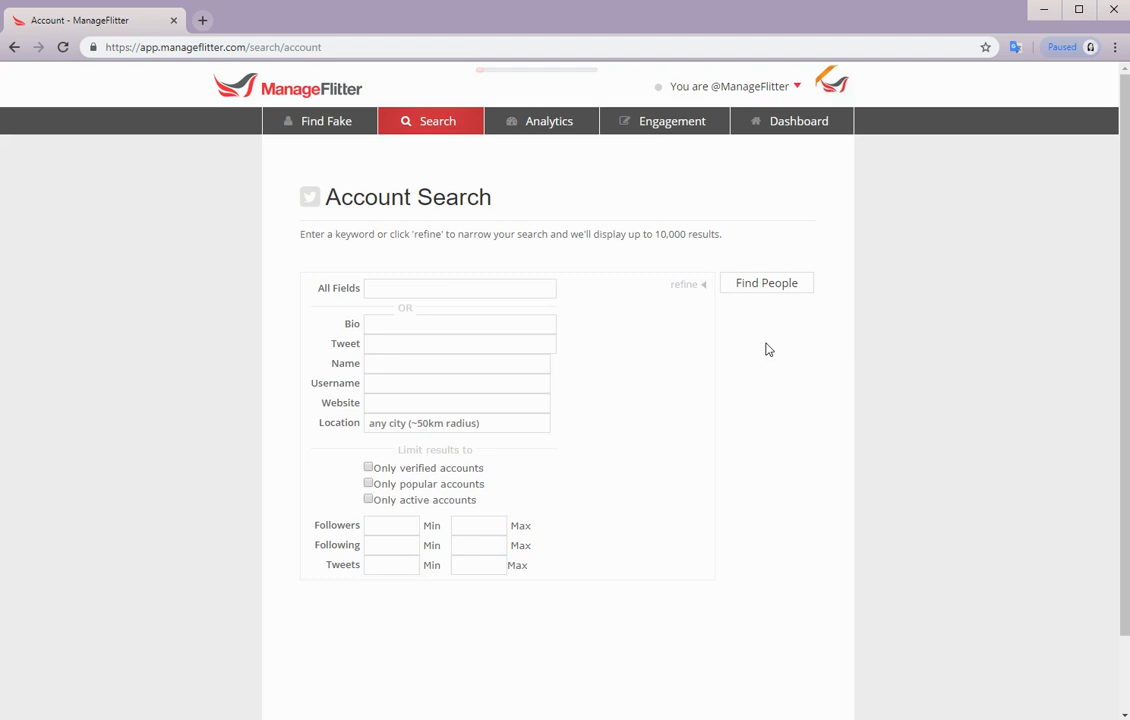 Account - ManageFlitter
https://app.manageflitter.com/search/account
Paused
ManageFlitter
You are @ManageFlitter
Find Fake
Search
Analytics
Engagement
Dashboard
Account Search
Enter a keyword or click 'refine' to narrow your search and we'll display up to 10,000 results.
All Fields
refine
Find People
OR
Bio
Tweet
Name
Username
Website
Location any city (~50km radius)
Limit results to
Only verified accounts
Only popular accounts
Only active accounts
Followers Min Max
Following Min Max
Tweets Min Max